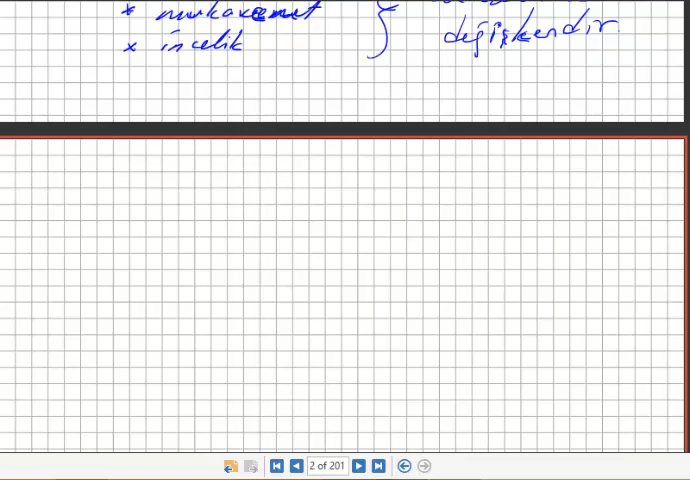 * mukavemet
x incelik
değişkendir.
2 of 201